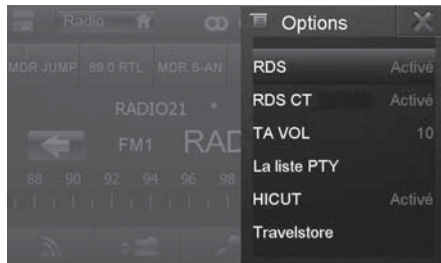 Radio
Options
MDR JUMP 89.0 RTL MDR S-AN
RDS Activé
RADIO21 *
RDS CT Activé
FM1 RAD
TA VOL 10
La liste PTY
88 90 92 94 96 98
HICUT Activé
Travelstore